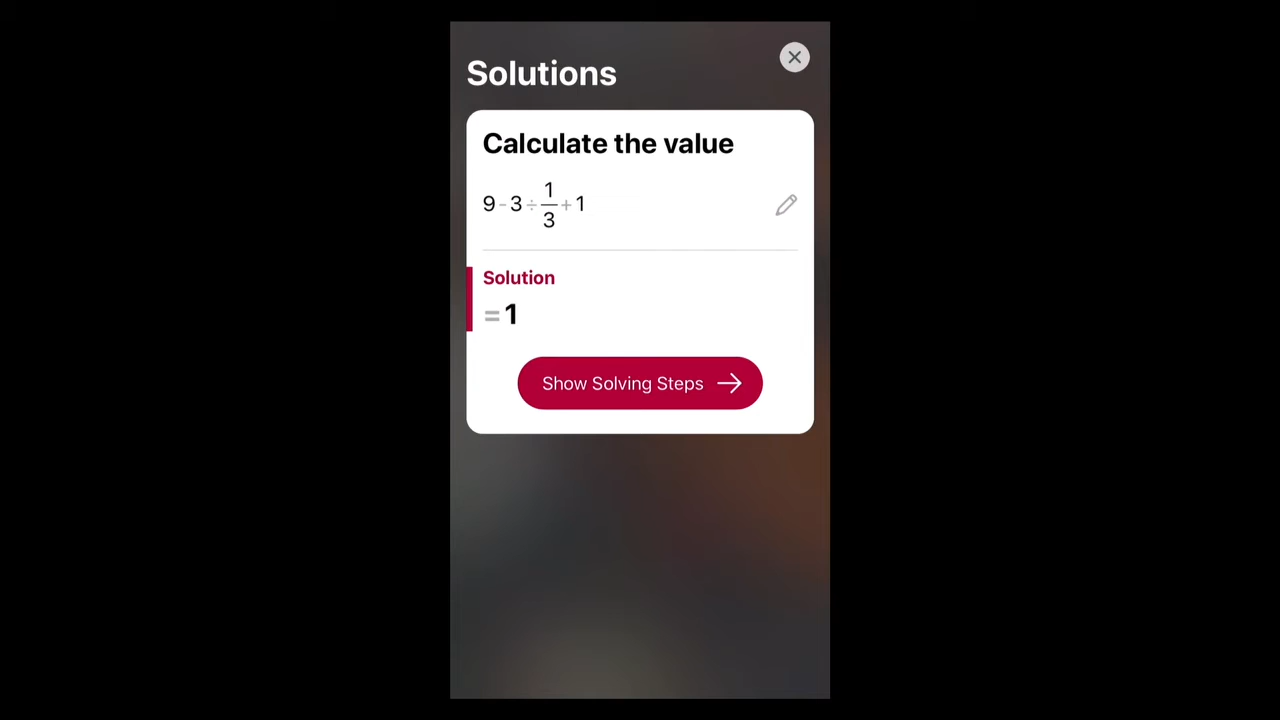 Solutions
Calculate the value
9 - 3 ÷ 1/3 + 1
Solution
= 1
Show Solving Steps →